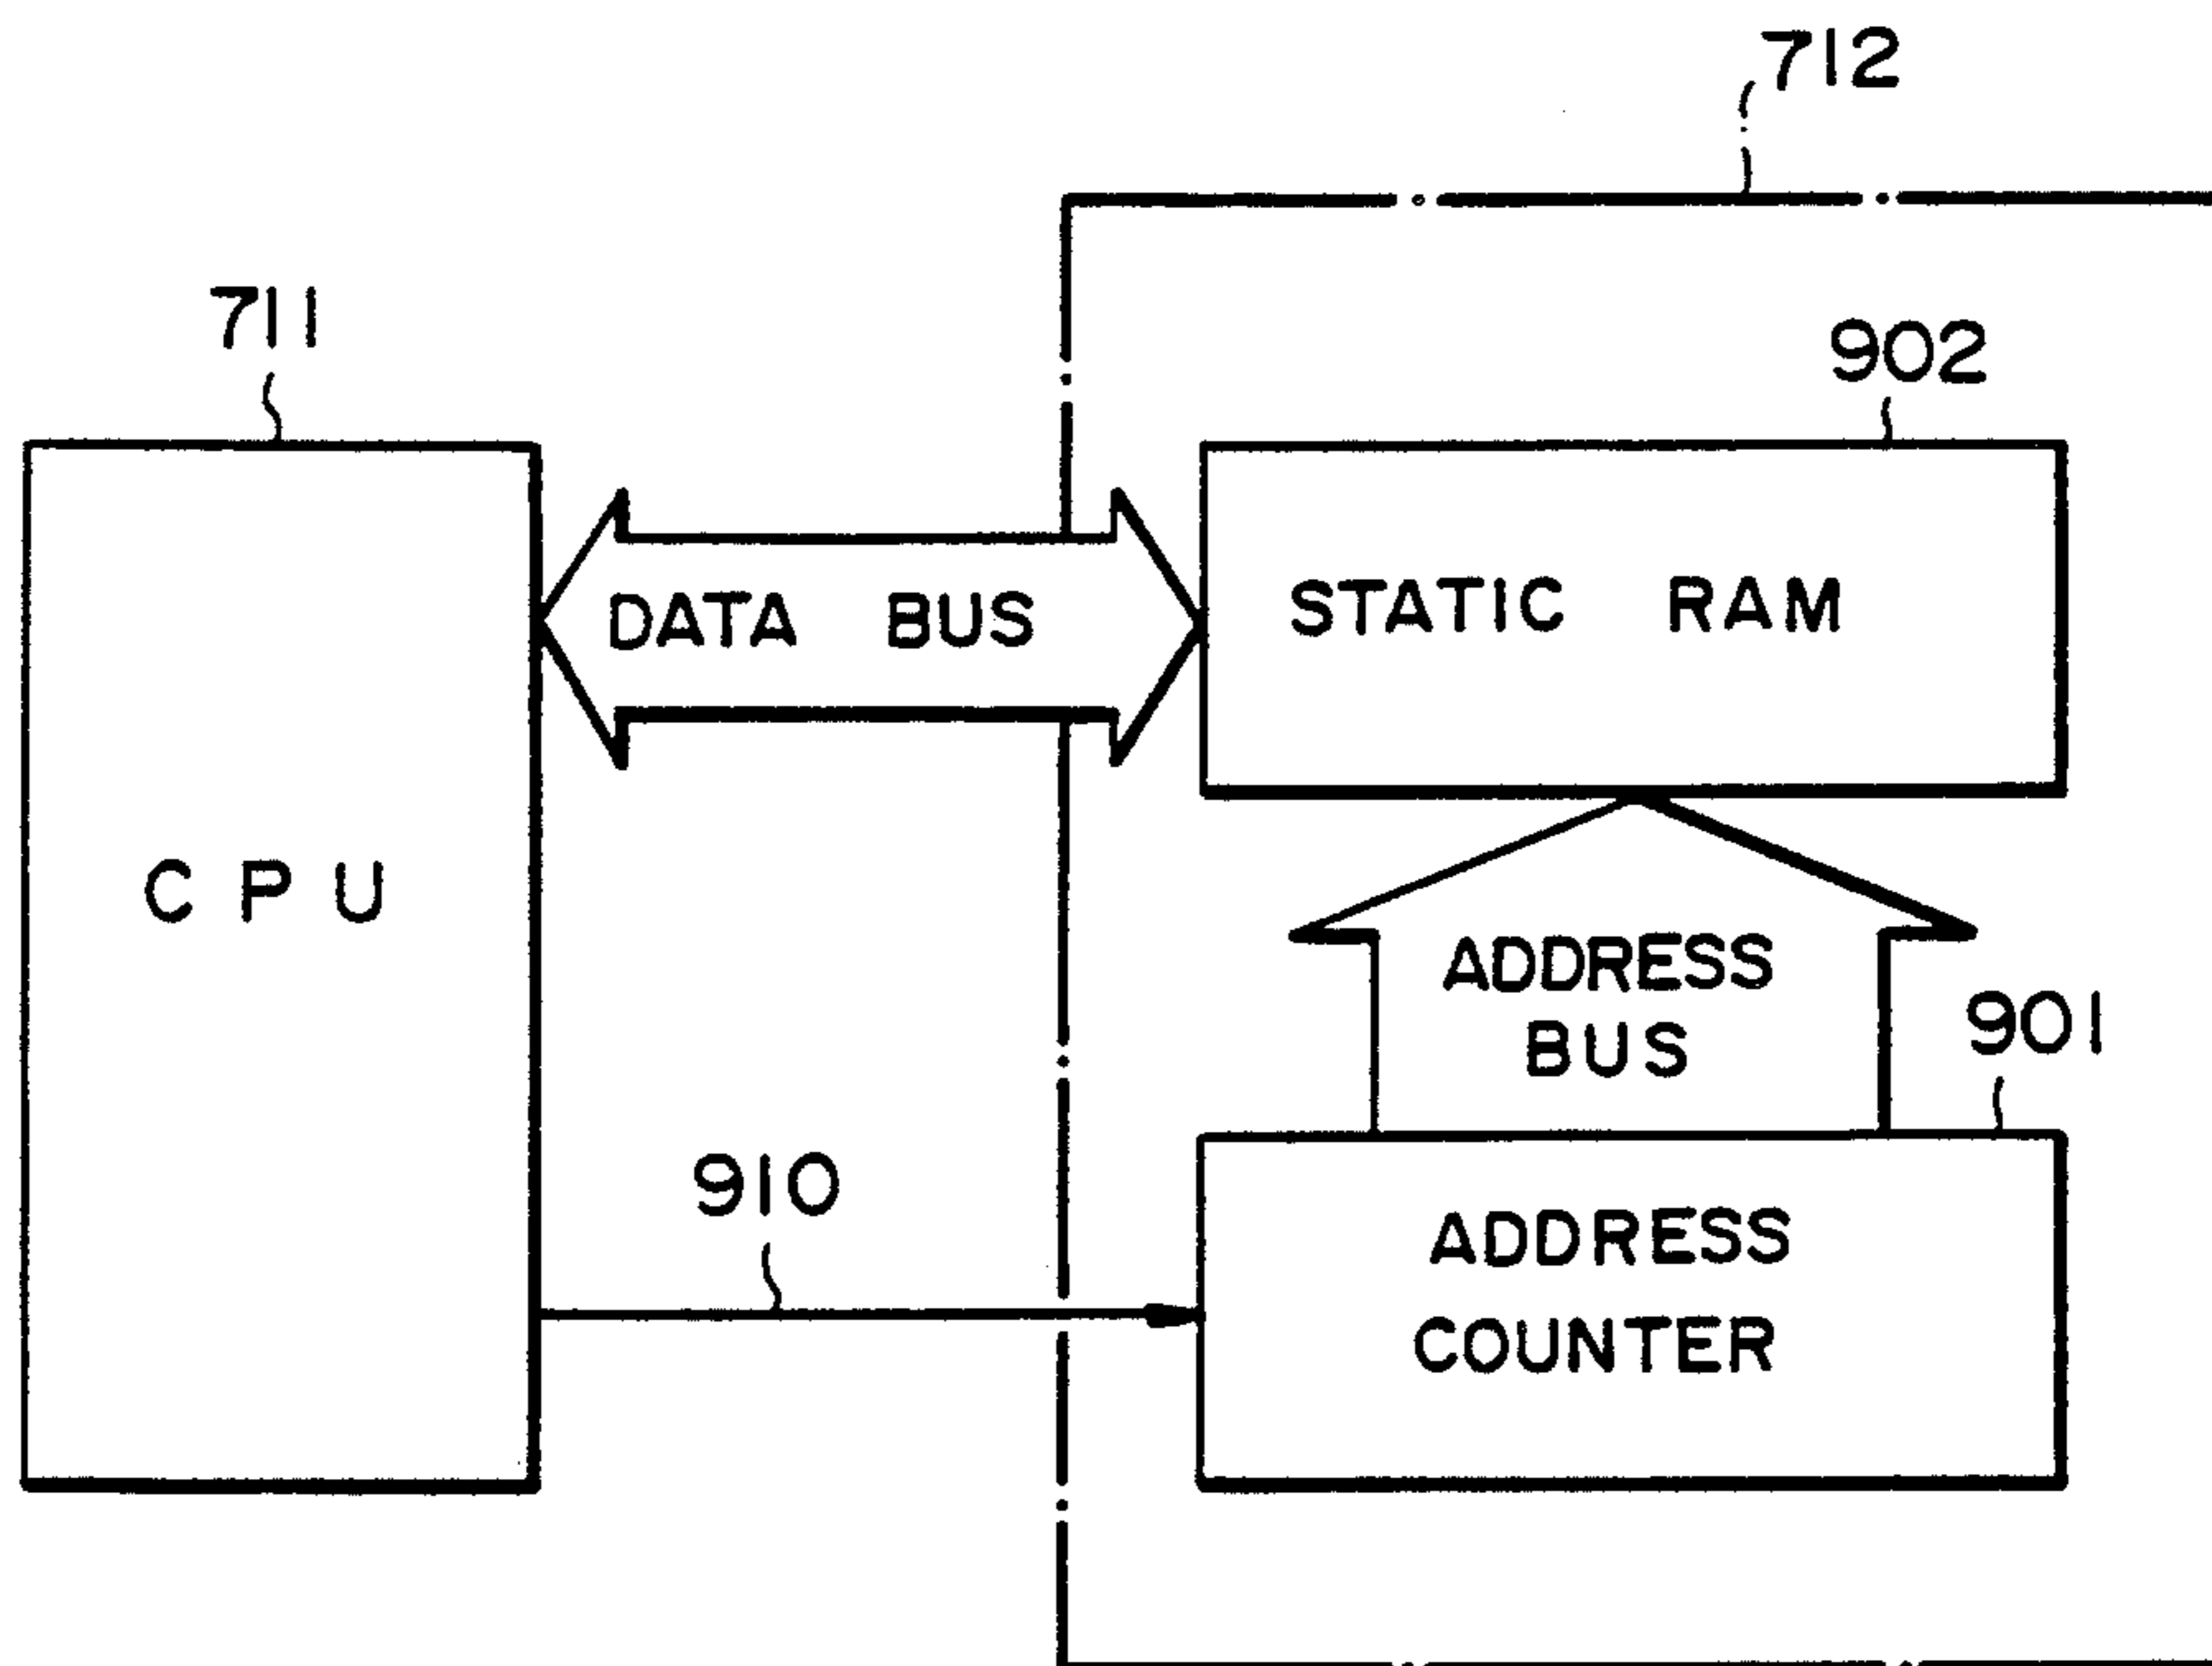 712
711
902
DATA BUS
STATIC RAM
CPU
ADDRESS
BUS
901
910
ADDRESS
COUNTER